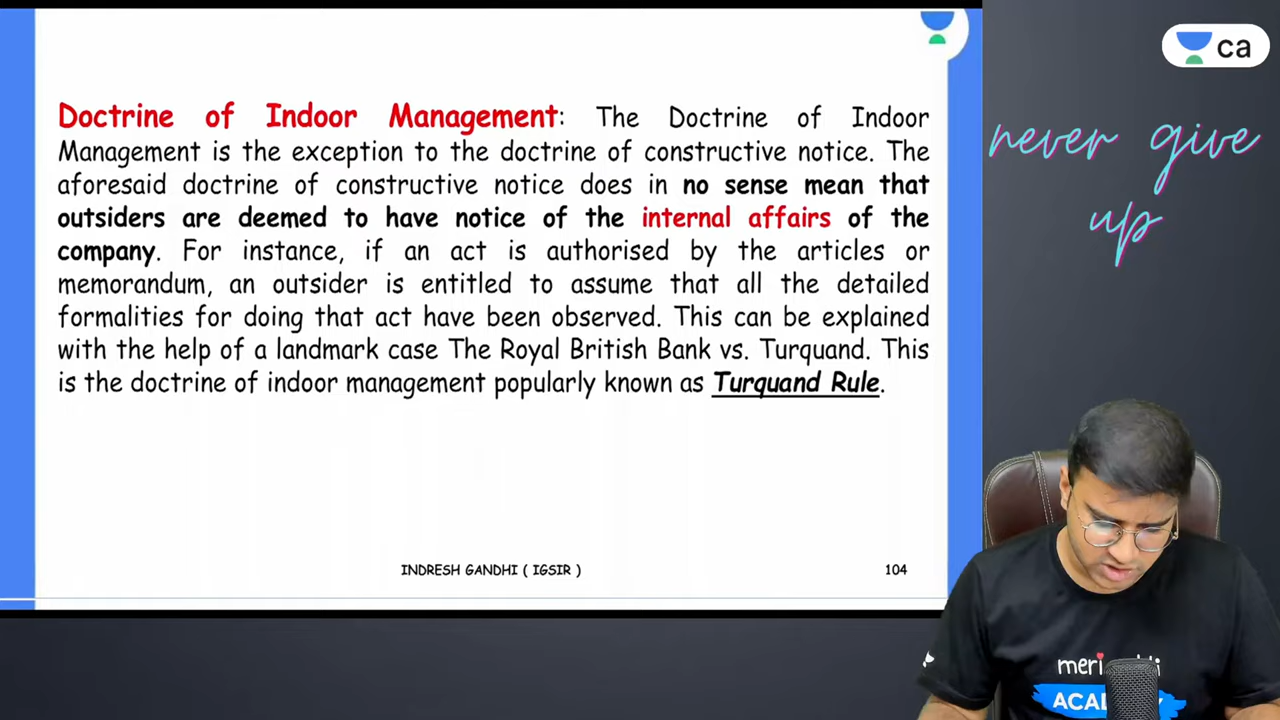 ca
never give
up
Doctrine of Indoor Management: The Doctrine of Indoor
Management is the exception to the doctrine of constructive notice. The
aforesaid doctrine of constructive notice does in no sense mean that
outsiders are deemed to have notice of the internal affairs of the
company. For instance, if an act is authorised by the articles or
memorandum, an outsider is entitled to assume that all the detailed
formalities for doing that act have been observed. This can be explained
with the help of a landmark case The Royal British Bank vs. Turquand. This
is the doctrine of indoor management popularly known as Turquand Rule.
INDRESH GANDHI ( IGSIR )
104